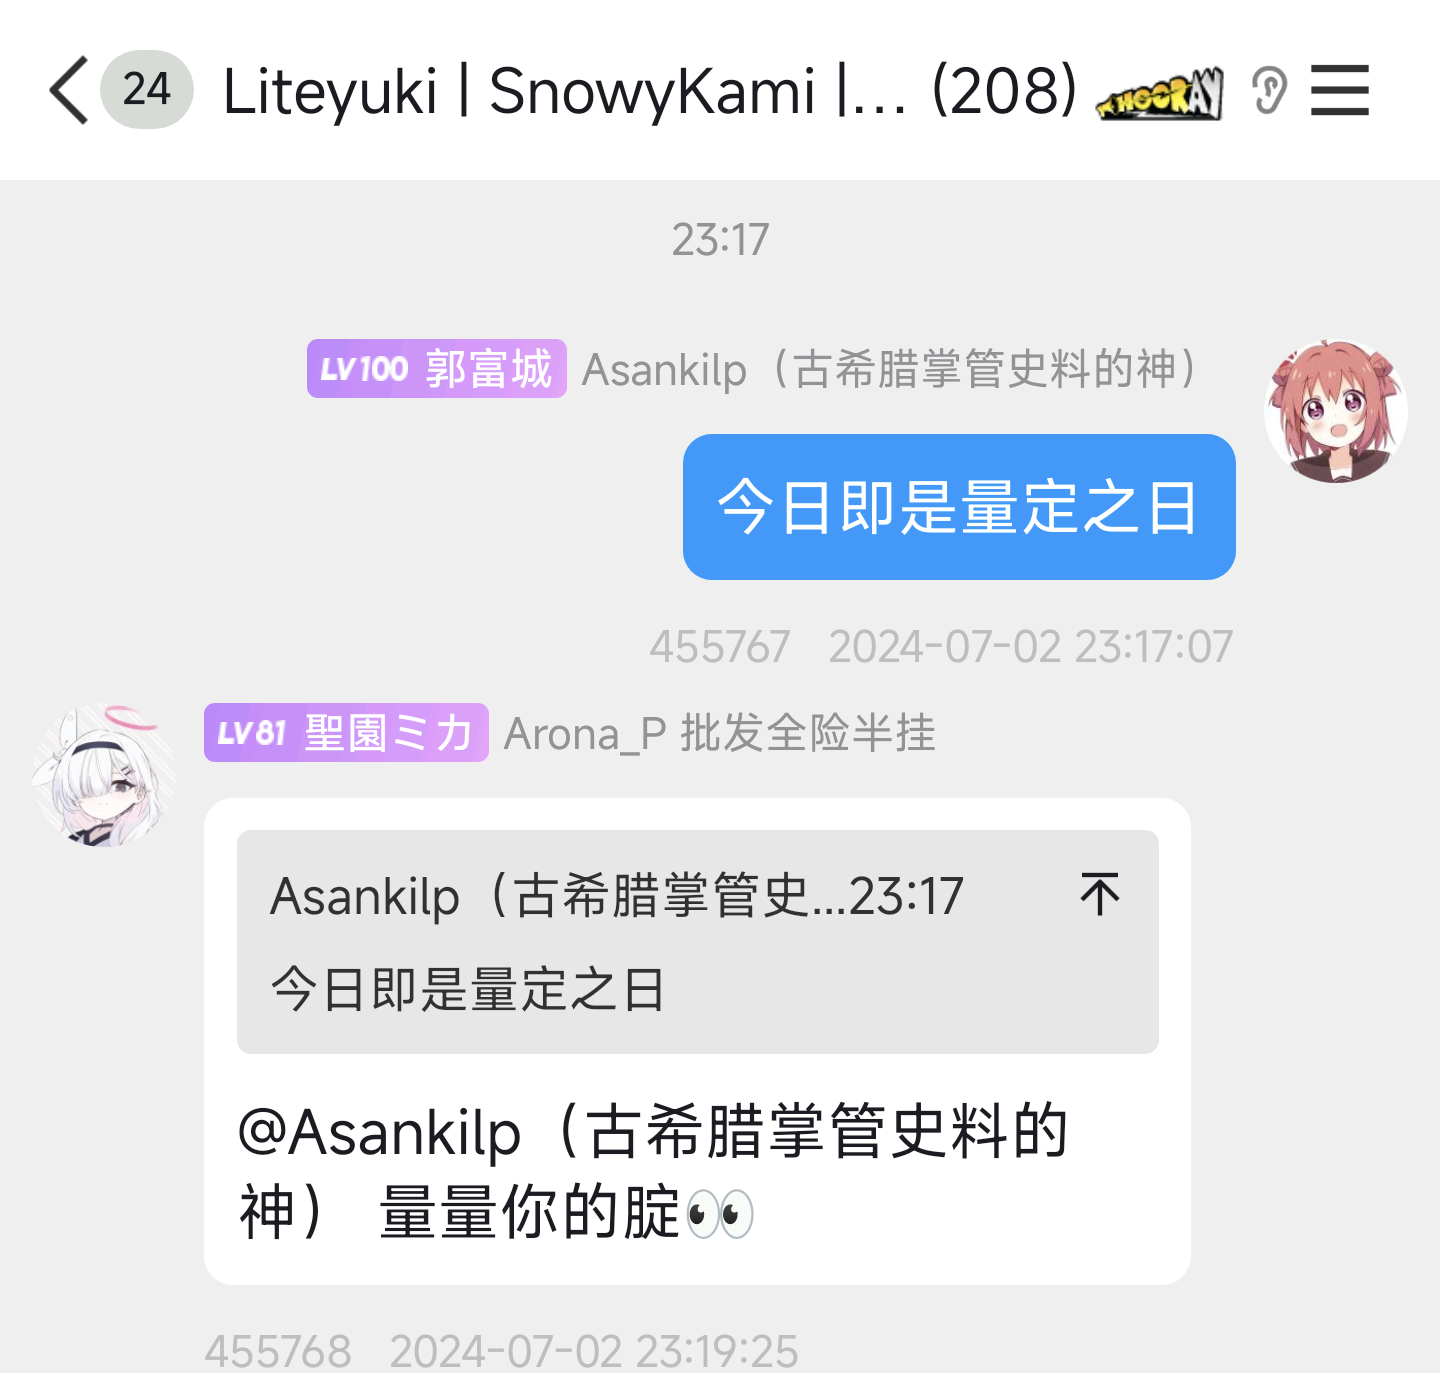 24 Liteyuki | SnowyKami |... (208) HOORAY
23:17
LV100 郭富城 Asankilp（古希腊掌管史料的神）
今日即是量定之日
455767 2024-07-02 23:17:07
LV81 聖園ミカ Arona_P 批发全险半挂
Asankilp（古希腊掌管史...23:17
今日即是量定之日
@Asankilp（古希腊掌管史料的
神） 量量你的腚👀
455768 2024-07-02 23:19:25